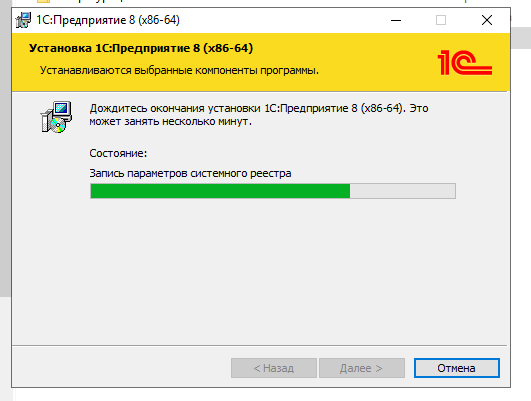 1С:Предприятие 8 (x86-64)
Установка 1С:Предприятие 8 (x86-64)
Устанавливаются выбранные компоненты программы.
1С
Дождитесь окончания установки 1С:Предприятие 8 (x86-64). Это
может занять несколько минут.
Состояние:
Запись параметров системного реестра
< Назад
Далее >
Отмена